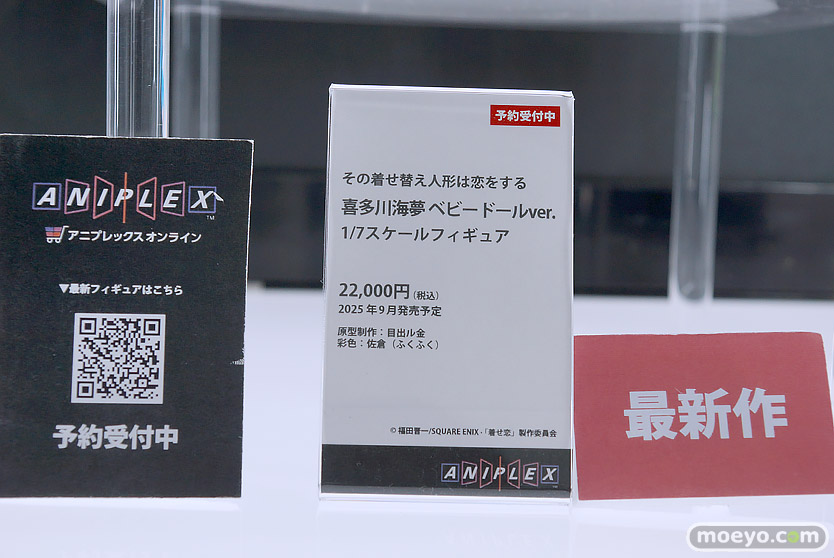 ANIPLEX
TM
アニプレックス オンライン
▼最新フィギュアはこちら
予約受付中
予約受付中
その着せ替え人形は恋をする
喜多川海夢 ベビードールver.
1/7スケールフィギュア
22,000円(税込)
2025年9月発売予定
原型制作:目出ル金
彩色:佐倉(ふくふく)
© 福田晋一/SQUARE ENIX・「着せ恋」製作委員会
ANIPLEX
最新作
moeyo.com